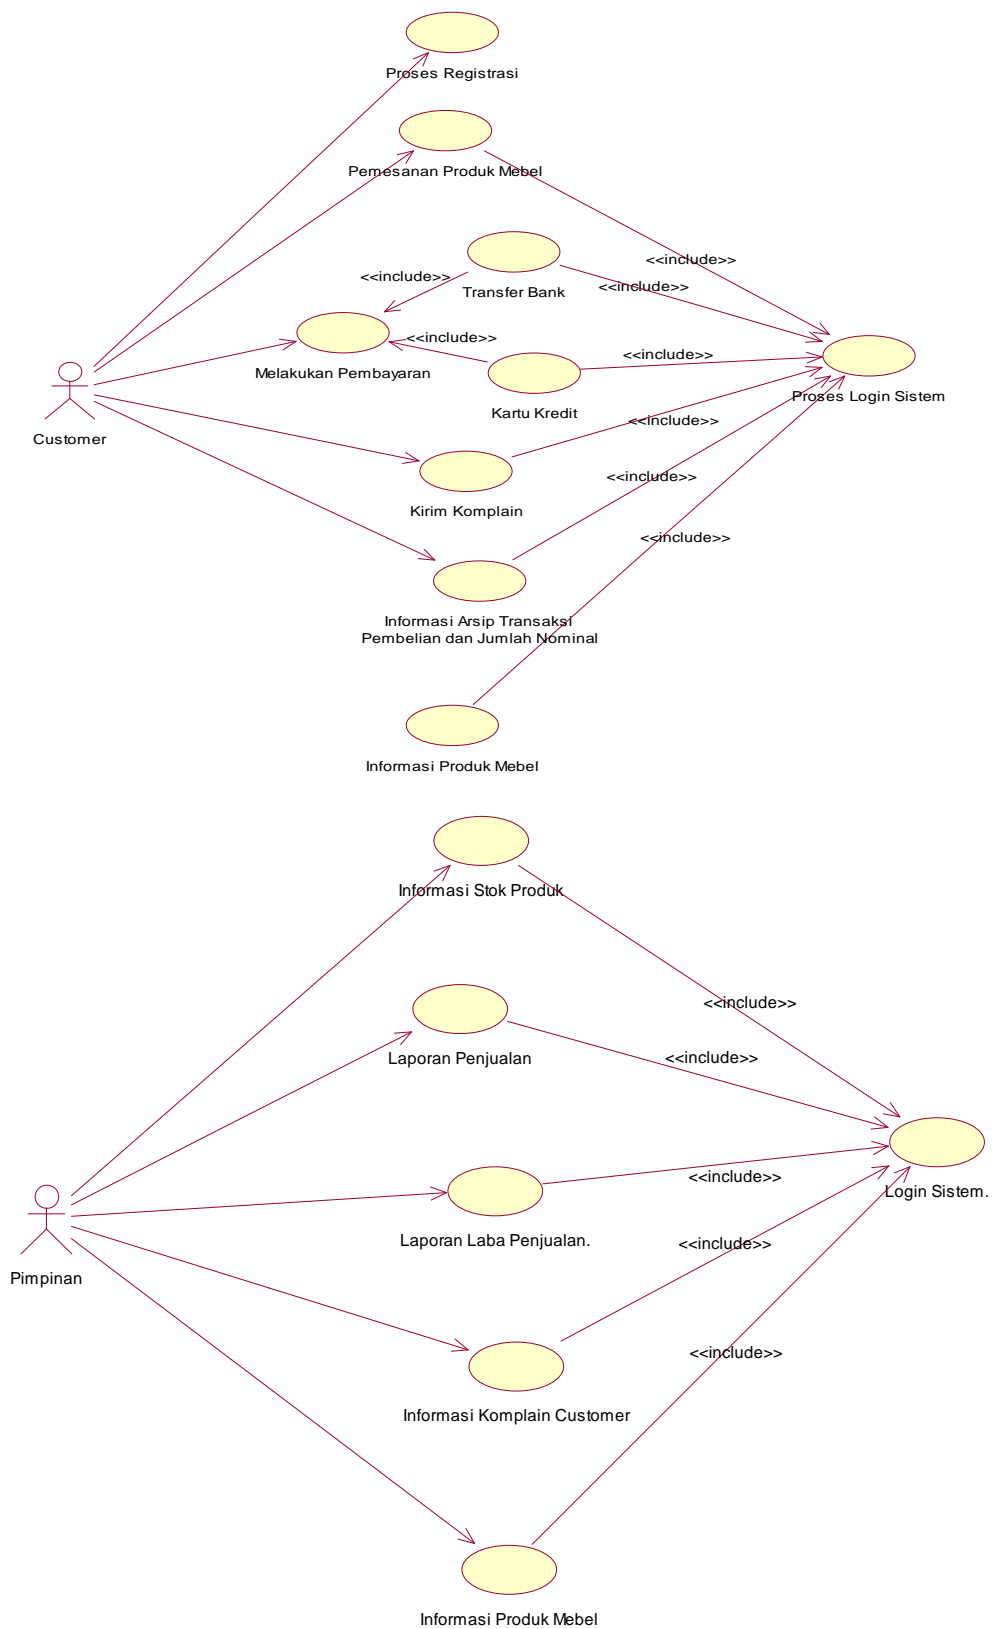 Proses Registrasi
Pemesanan Produk Mebel
<<include>>
<<include>>
Transfer Bank
<<include>>
<<include>>
<<include>>
Melakukan Pembayaran
Proses Login Sistem
Kartu Kredit
<<include>>
Customer
<<include>>
Kirim Komplain
<<include>>
Informasi Arsip Transaksi
Pembelian dan Jumlah Nominal
Informasi Produk Mebel
Informasi Stok Produk
<<include>>
Laporan Penjualan
<<include>>
<<include>>
Login Sistem.
Laporan Laba Penjualan.
<<include>>
Pimpinan
<<include>>
Informasi Komplain Customer
Informasi Produk Mebel